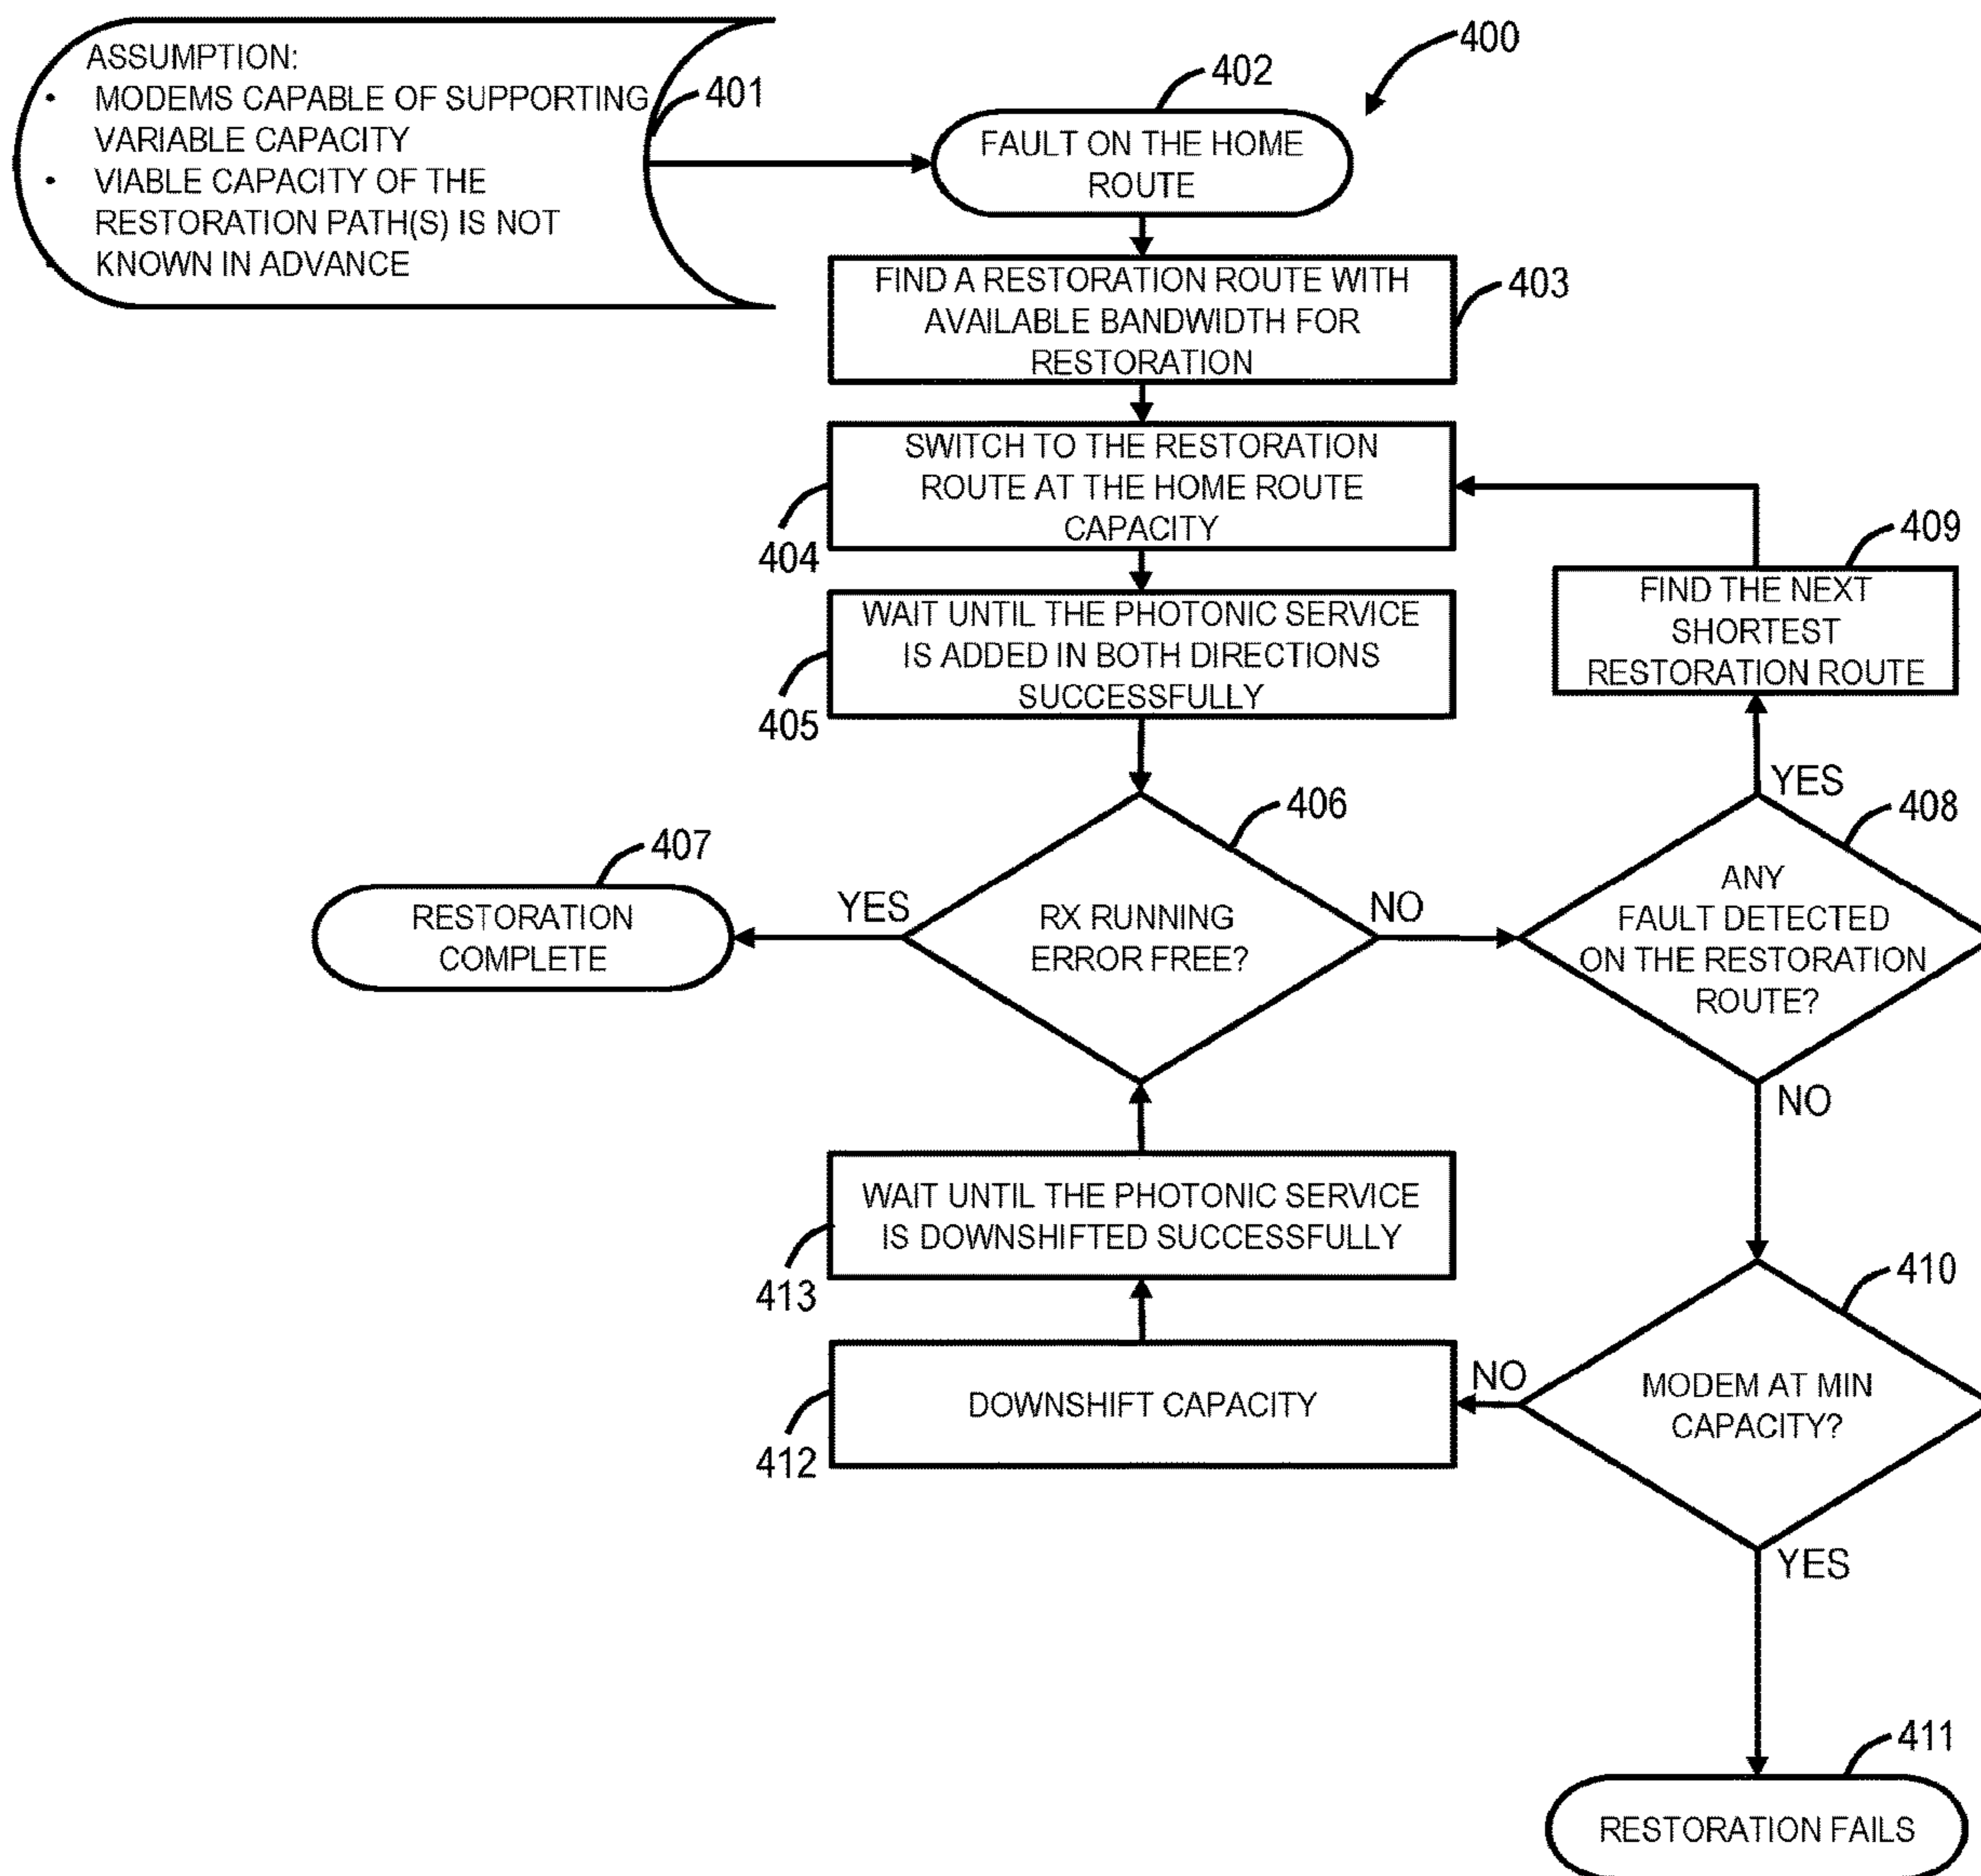 ASSUMPTION:
• MODEMS CAPABLE OF SUPPORTING
VARIABLE CAPACITY
• VIABLE CAPACITY OF THE
RESTORATION PATH(S) IS NOT
KNOWN IN ADVANCE
401
400
402
FAULT ON THE HOME
ROUTE
FIND A RESTORATION ROUTE WITH
AVAILABLE BANDWIDTH FOR
RESTORATION
403
SWITCH TO THE RESTORATION
ROUTE AT THE HOME ROUTE
CAPACITY
404
409
FIND THE NEXT
SHORTEST
RESTORATION ROUTE
WAIT UNTIL THE PHOTONIC SERVICE
IS ADDED IN BOTH DIRECTIONS
SUCCESSFULLY
405
YES
406
408
407
RESTORATION
COMPLETE
YES
RX RUNNING
ERROR FREE?
NO
ANY
FAULT DETECTED
ON THE RESTORATION
ROUTE?
NO
WAIT UNTIL THE PHOTONIC SERVICE
IS DOWNSHIFTED SUCCESSFULLY
413
410
MODEM AT MIN
CAPACITY?
NO
DOWNSHIFT CAPACITY
412
YES
411
RESTORATION FAILS